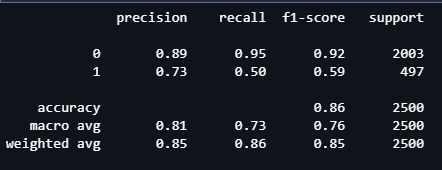 precision recall f1-score support
0 0.89 0.95 0.92 2003
1 0.73 0.50 0.59 497
accuracy 0.86 2500
macro avg 0.81 0.73 0.76 2500
weighted avg 0.85 0.86 0.85 2500